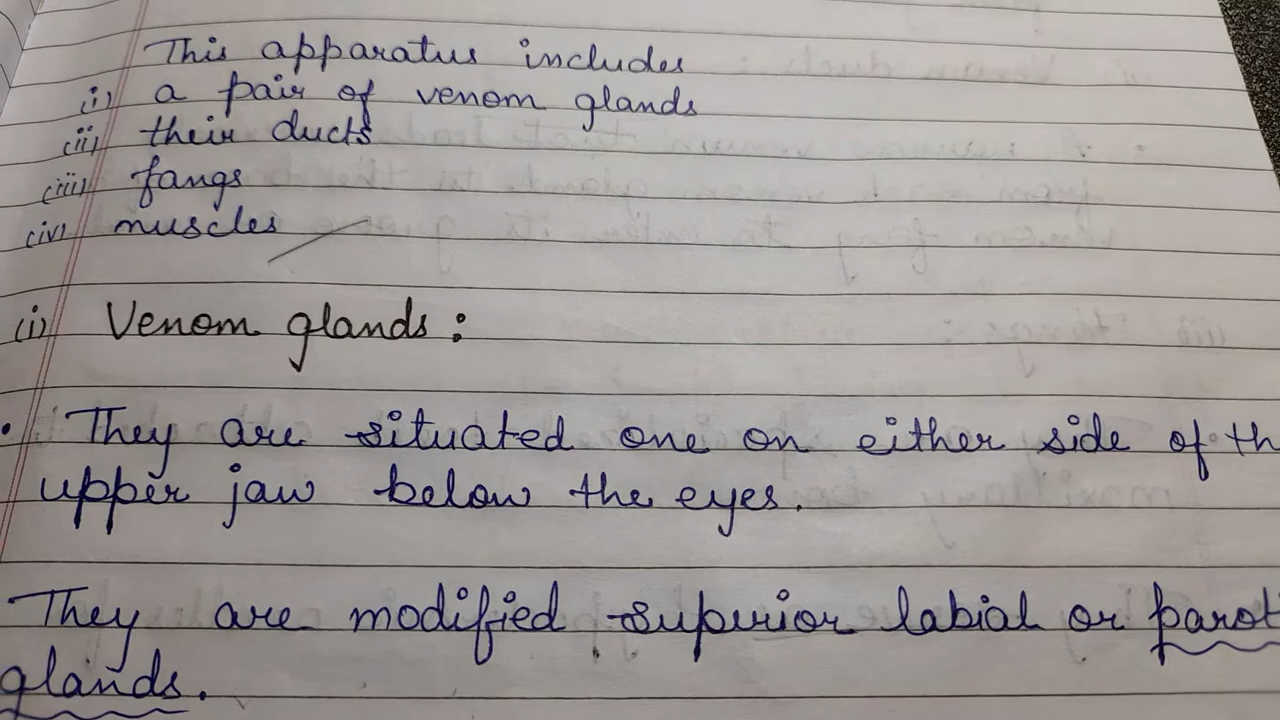 This apparatus includes
(i) a pair of venom glands
(ii) their ducts
(iii) fangs
(iv) muscles
(i) Venom glands :
• They are situated one on either side of th
upper jaw below the eyes.
They are modified superior labial or parot
glands.